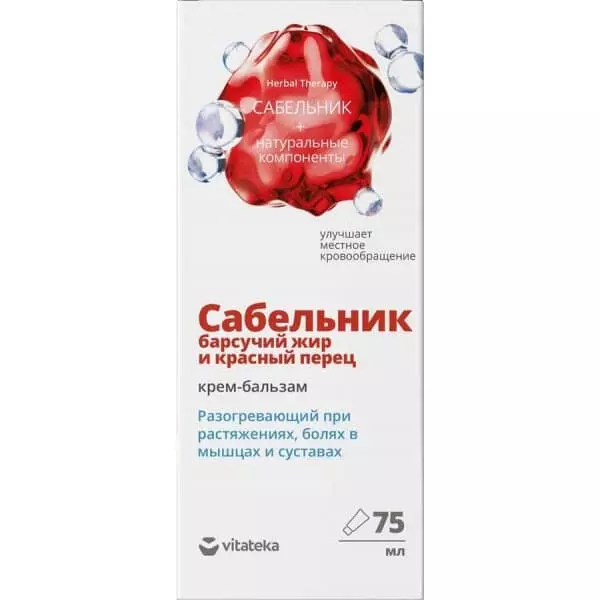 Herbal Therapy
САБЕЛЬНИК
+
натуральные
компоненты
улучшает
местное
кровообращение
Сабельник
барсучий жир
и красный перец
крем-бальзам
Разогревающий при
растяжениях, болях в
мышцах и суставах
vitateka
75
мл